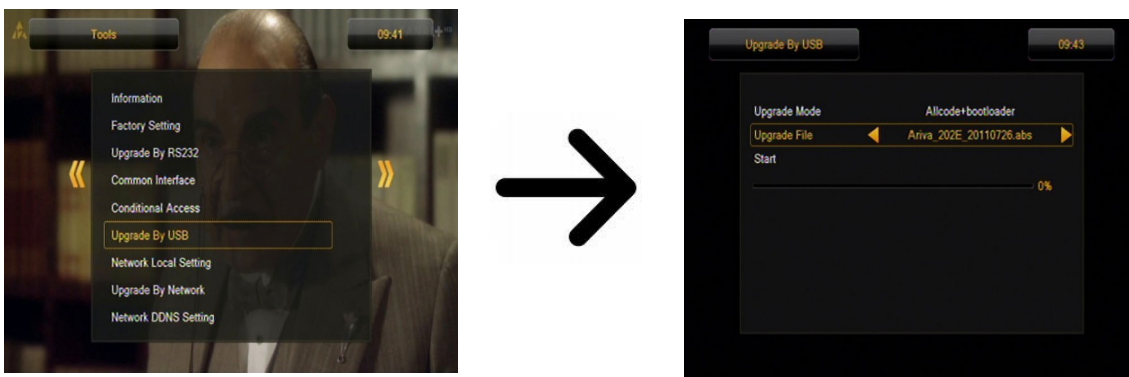 Tools
09:41
Information
Factory Setting
Upgrade By RS232
Common Interface
Conditional Access
Upgrade By USB
Network Local Setting
Upgrade By Network
Network DDNS Setting
Upgrade By USB
09:43
Upgrade Mode Allcode+bootloader
Upgrade File Ariva_202E_20110726.abs
Start
0%